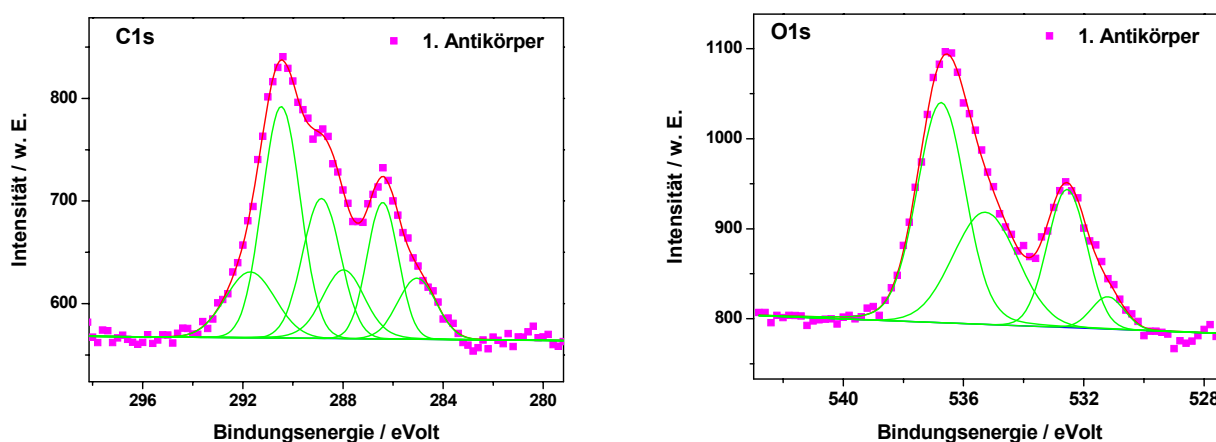 C1s
1. Antikörper
800
700
600
Intensität / w. E.
296 292 288 284 280
Bindungsenergie / eVolt
O1s
1. Antikörper
1100
1000
900
800
Intensität / w. E.
540 536 532 528
Bindungsenergie / eVolt